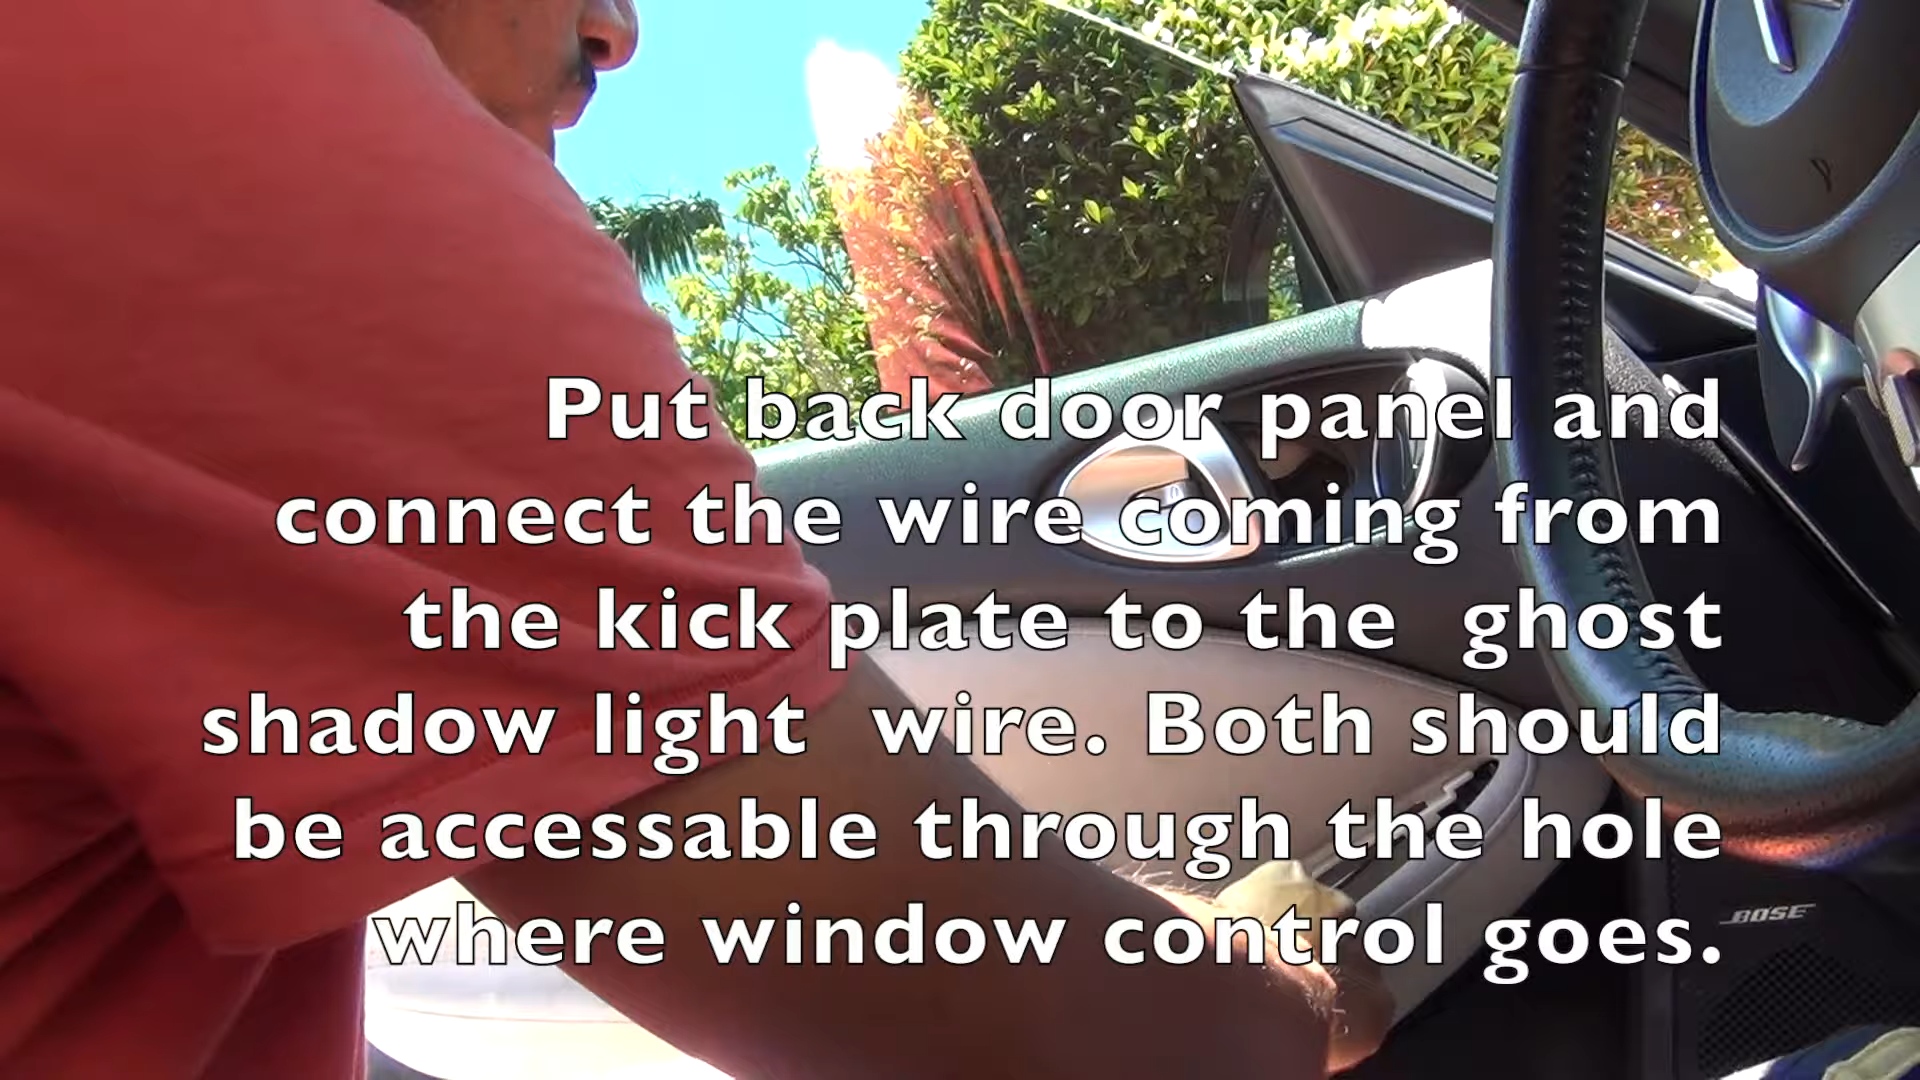 Put back door panel and
connect the wire coming from
the kick plate to the  ghost
shadow light  wire. Both should
be accessable through the hole
where window control goes.
BOSE